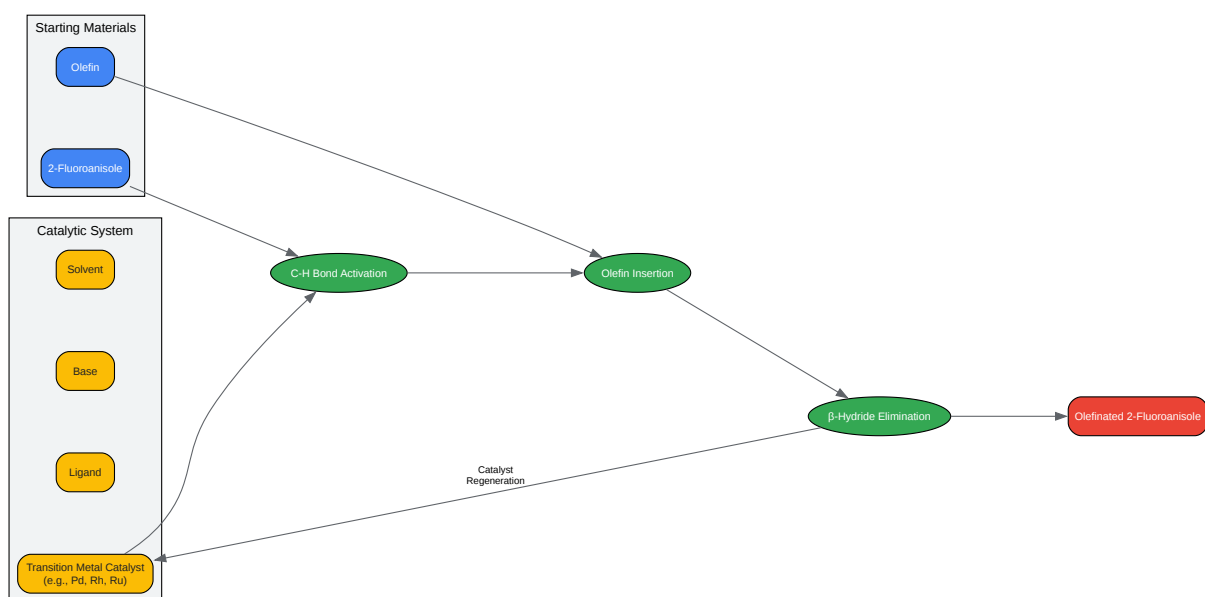 Starting Materials
Olefin
2-Fluoroanisole
Catalytic System
Solvent
Base
Ligand
Transition Metal Catalyst
(e.g., Pd, Rh, Ru)
C-H Bond Activation
Olefin Insertion
β-Hydride Elimination
Catalyst
Regeneration
Olefinated 2-Fluoroanisole